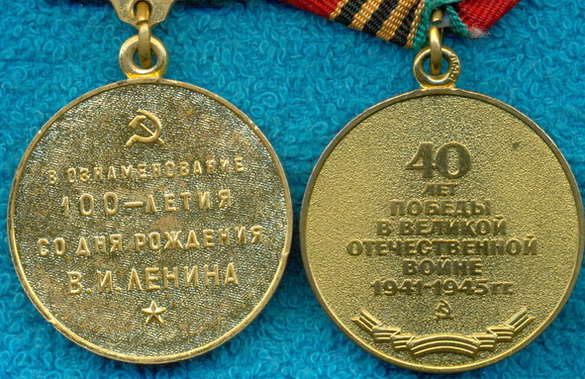 В ОЗНАМЕНОВАНИЕ
100-ЛЕТИЯ
СО ДНЯ РОЖДЕНИЯ
В.И.ЛЕНИНА
40
ЛЕТ
ПОБЕДЫ
В ВЕЛИКОЙ
ОТЕЧЕСТВЕННОЙ
ВОЙНЕ
1941-1945гг.